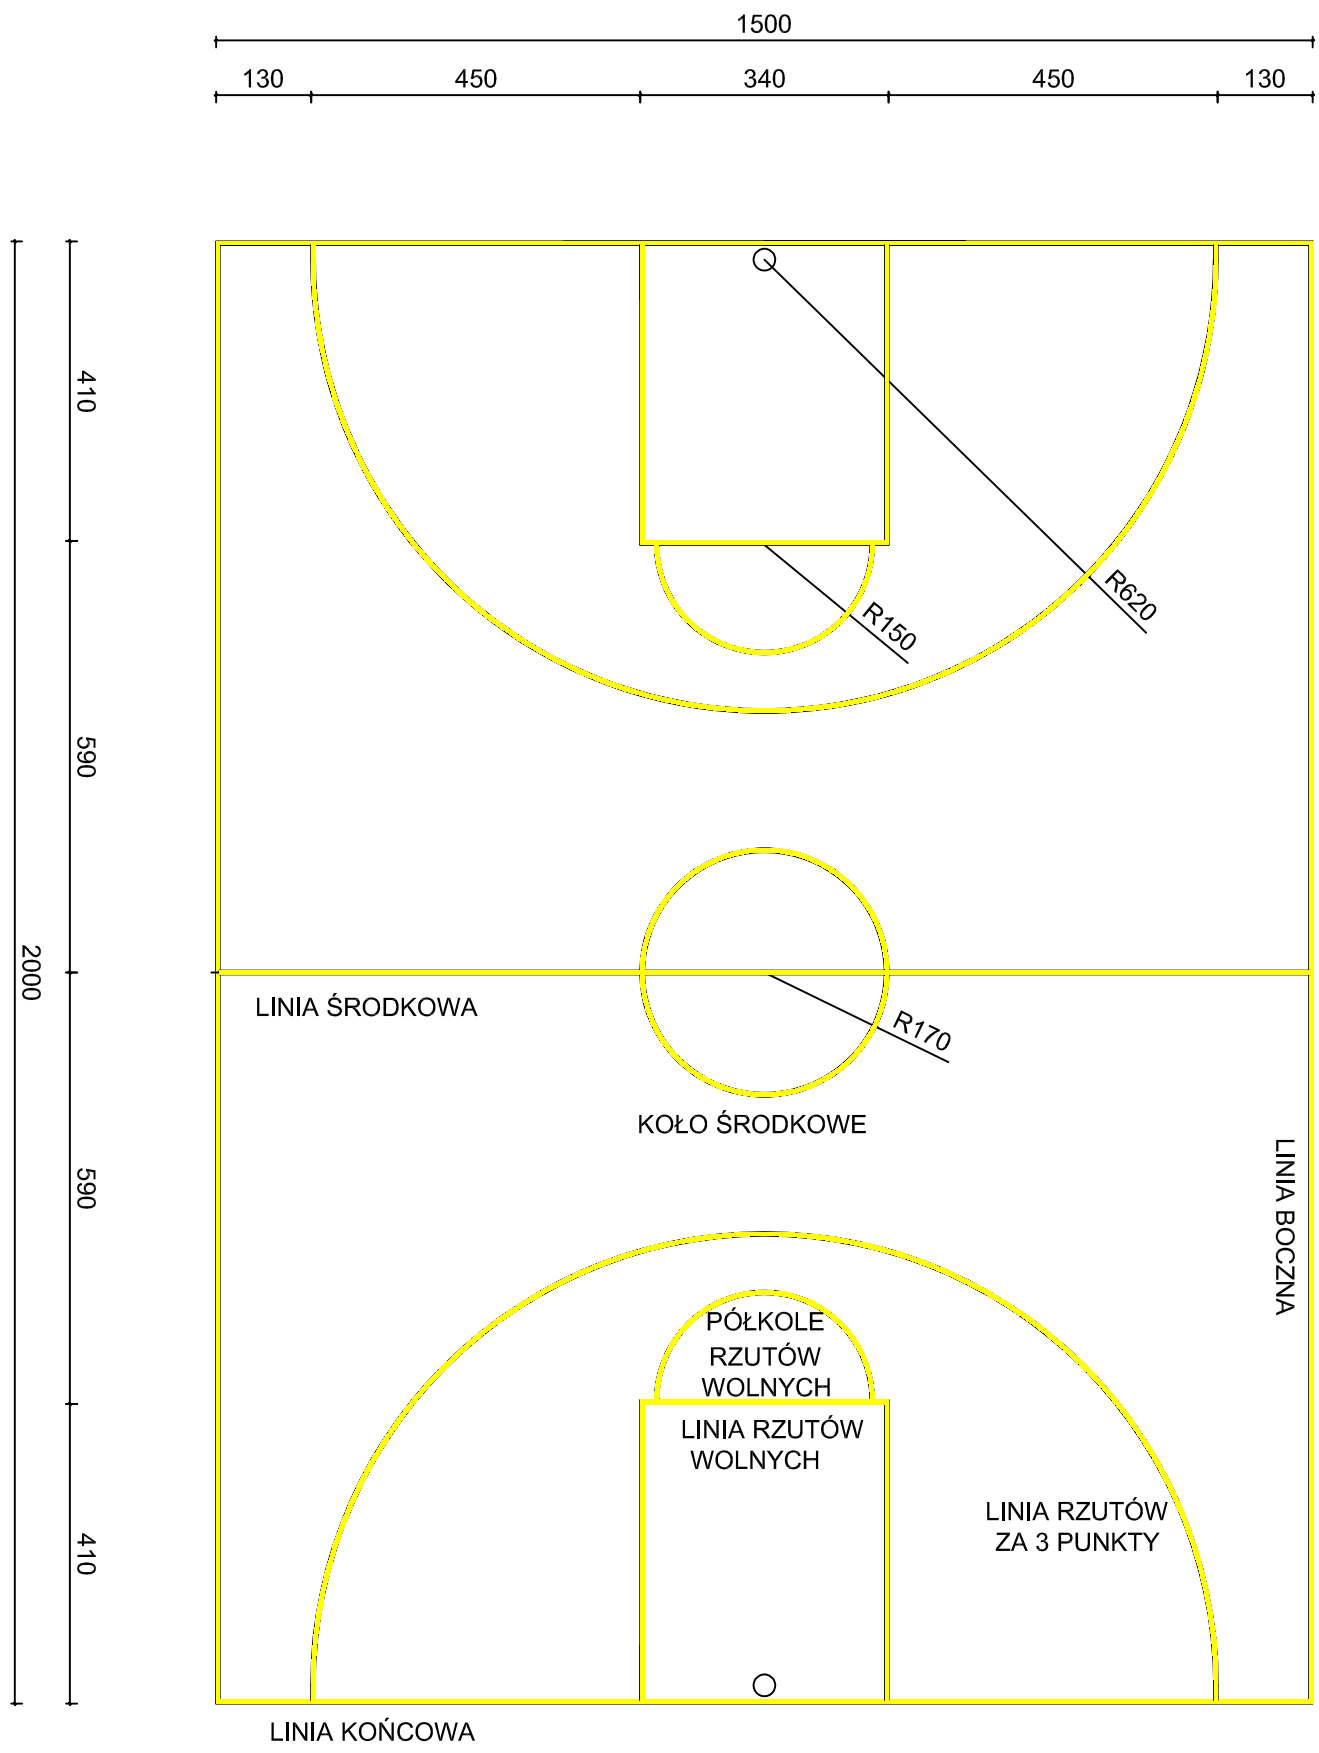 1500
130 450 340 450 130
410
590
2000
590
410
R620
R150
R170
LINIA ŚRODKOWA
KOŁO ŚRODKOWE
LINIA BOCZNA
PÓŁKOLE
RZUTÓW
WOLNYCH
LINIA RZUTÓW
WOLNYCH
LINIA RZUTÓW
ZA 3 PUNKTY
LINIA KOŃCOWA